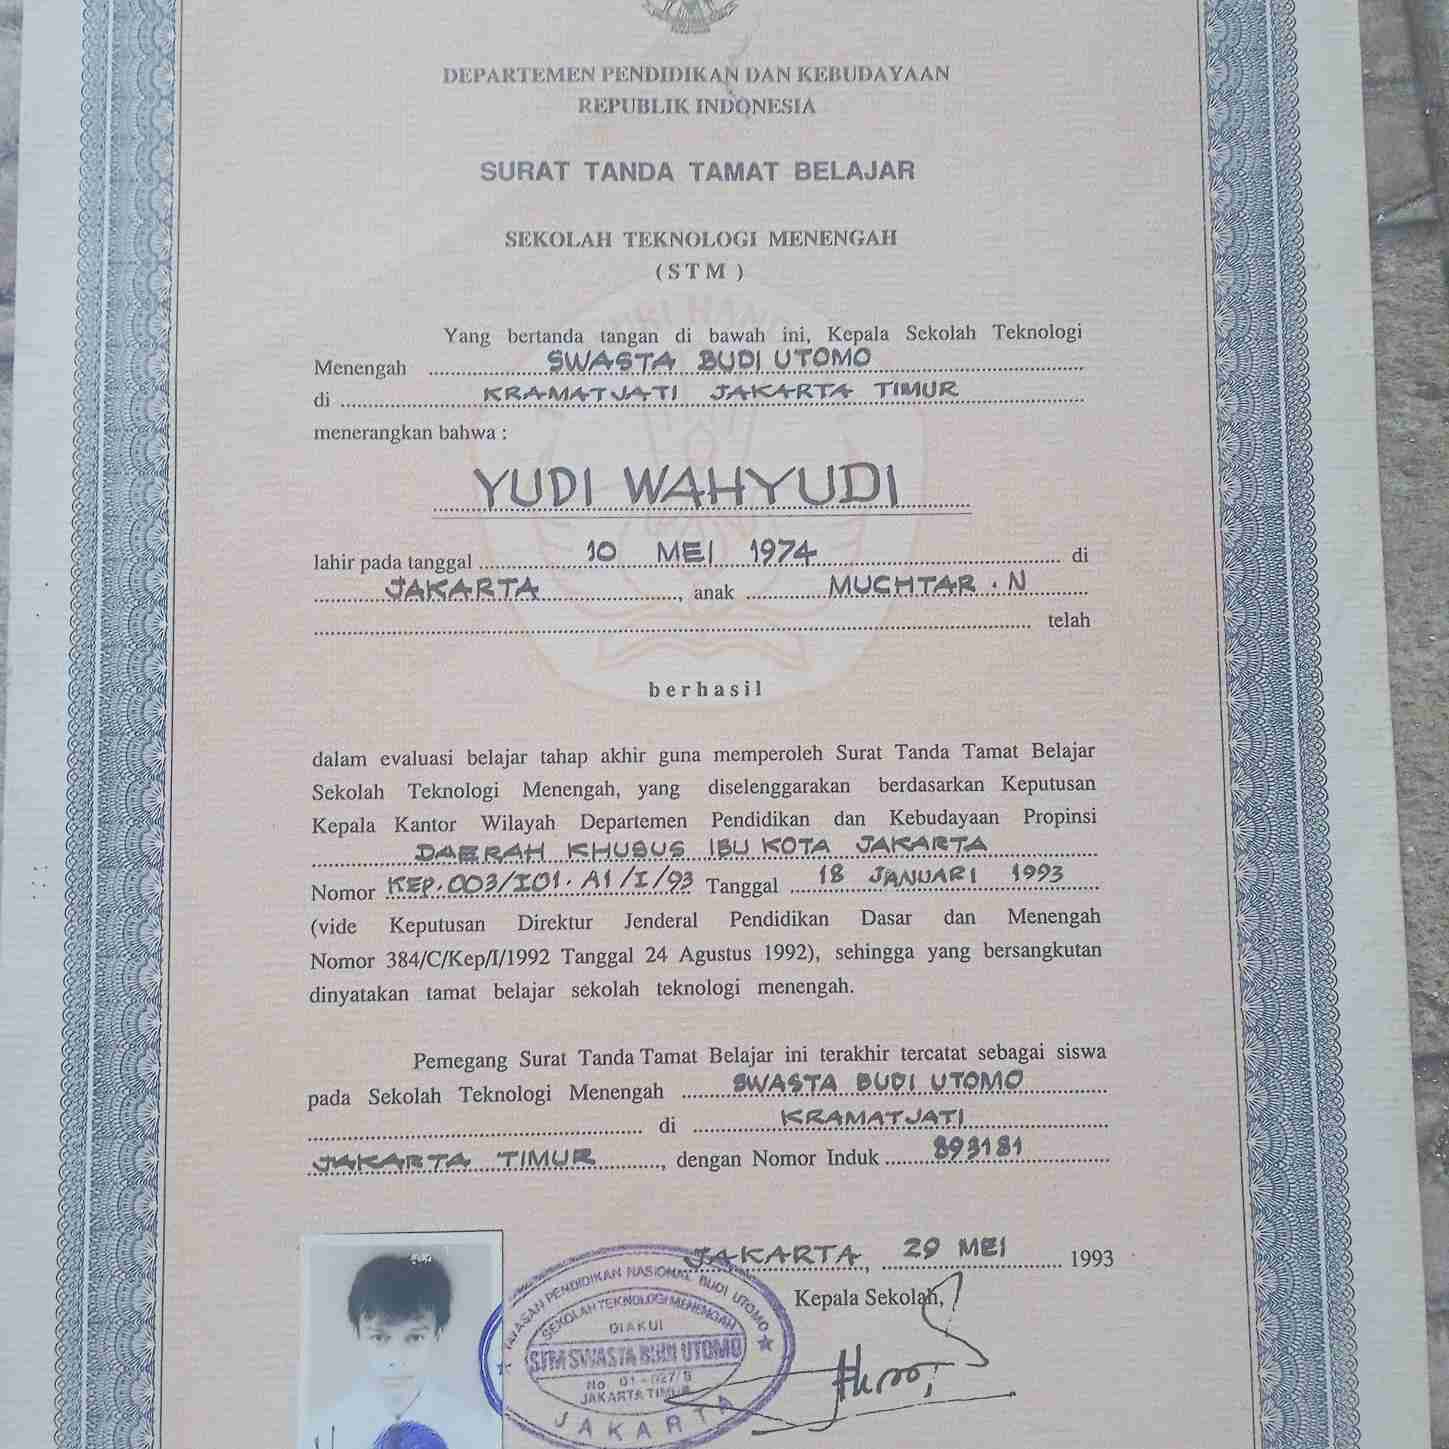 DEPARTEMEN PENDIDIKAN DAN KEBUDAYAAN
REPUBLIK INDONESIA
SURAT TANDA TAMAT BELAJAR
SEKOLAH TEKNOLOGI MENENGAH
( S T M )
Yang bertanda tangan di bawah ini, Kepala Sekolah Teknologi
Menengah SWASTA BUDI UTOMO
di KRAMATJATI JAKARTA TIMUR
menerangkan bahwa :
YUDI WAHYUDI
lahir pada tanggal 10 MEI 1974 di
JAKARTA, anak MUCHTAR . N
telah
berhasil
dalam evaluasi belajar tahap akhir guna memperoleh Surat Tanda Tamat Belajar
Sekolah Teknologi Menengah, yang diselenggarakan berdasarkan Keputusan
Kepala Kantor Wilayah Departemen Pendidikan dan Kebudayaan Propinsi
DAERAH KHUSUS IBU KOTA JAKARTA
Nomor KEP.003/I01.A1/I/93 Tanggal 18 JANUARI 1993
(vide Keputusan Direktur Jenderal Pendidikan Dasar dan Menengah
Nomor 384/C/Kep/I/1992 Tanggal 24 Agustus 1992), sehingga yang bersangkutan
dinyatakan tamat belajar sekolah teknologi menengah.
Pemegang Surat Tanda Tamat Belajar ini terakhir tercatat sebagai siswa
pada Sekolah Teknologi Menengah SWASTA BUDI UTOMO
di KRAMATJATI
JAKARTA TIMUR, dengan Nomor Induk 893181
JAKARTA, 29 MEI 1993
Kepala Sekolah,
YAYASAN PENDIDIKAN NASIONAL BUDI UTOMO
SEKOLAH TEKNOLOGI MENENGAH
DIAKUI
STM SWASTA BUDI UTOMO
JAKARTA TIMUR
JAKARTA